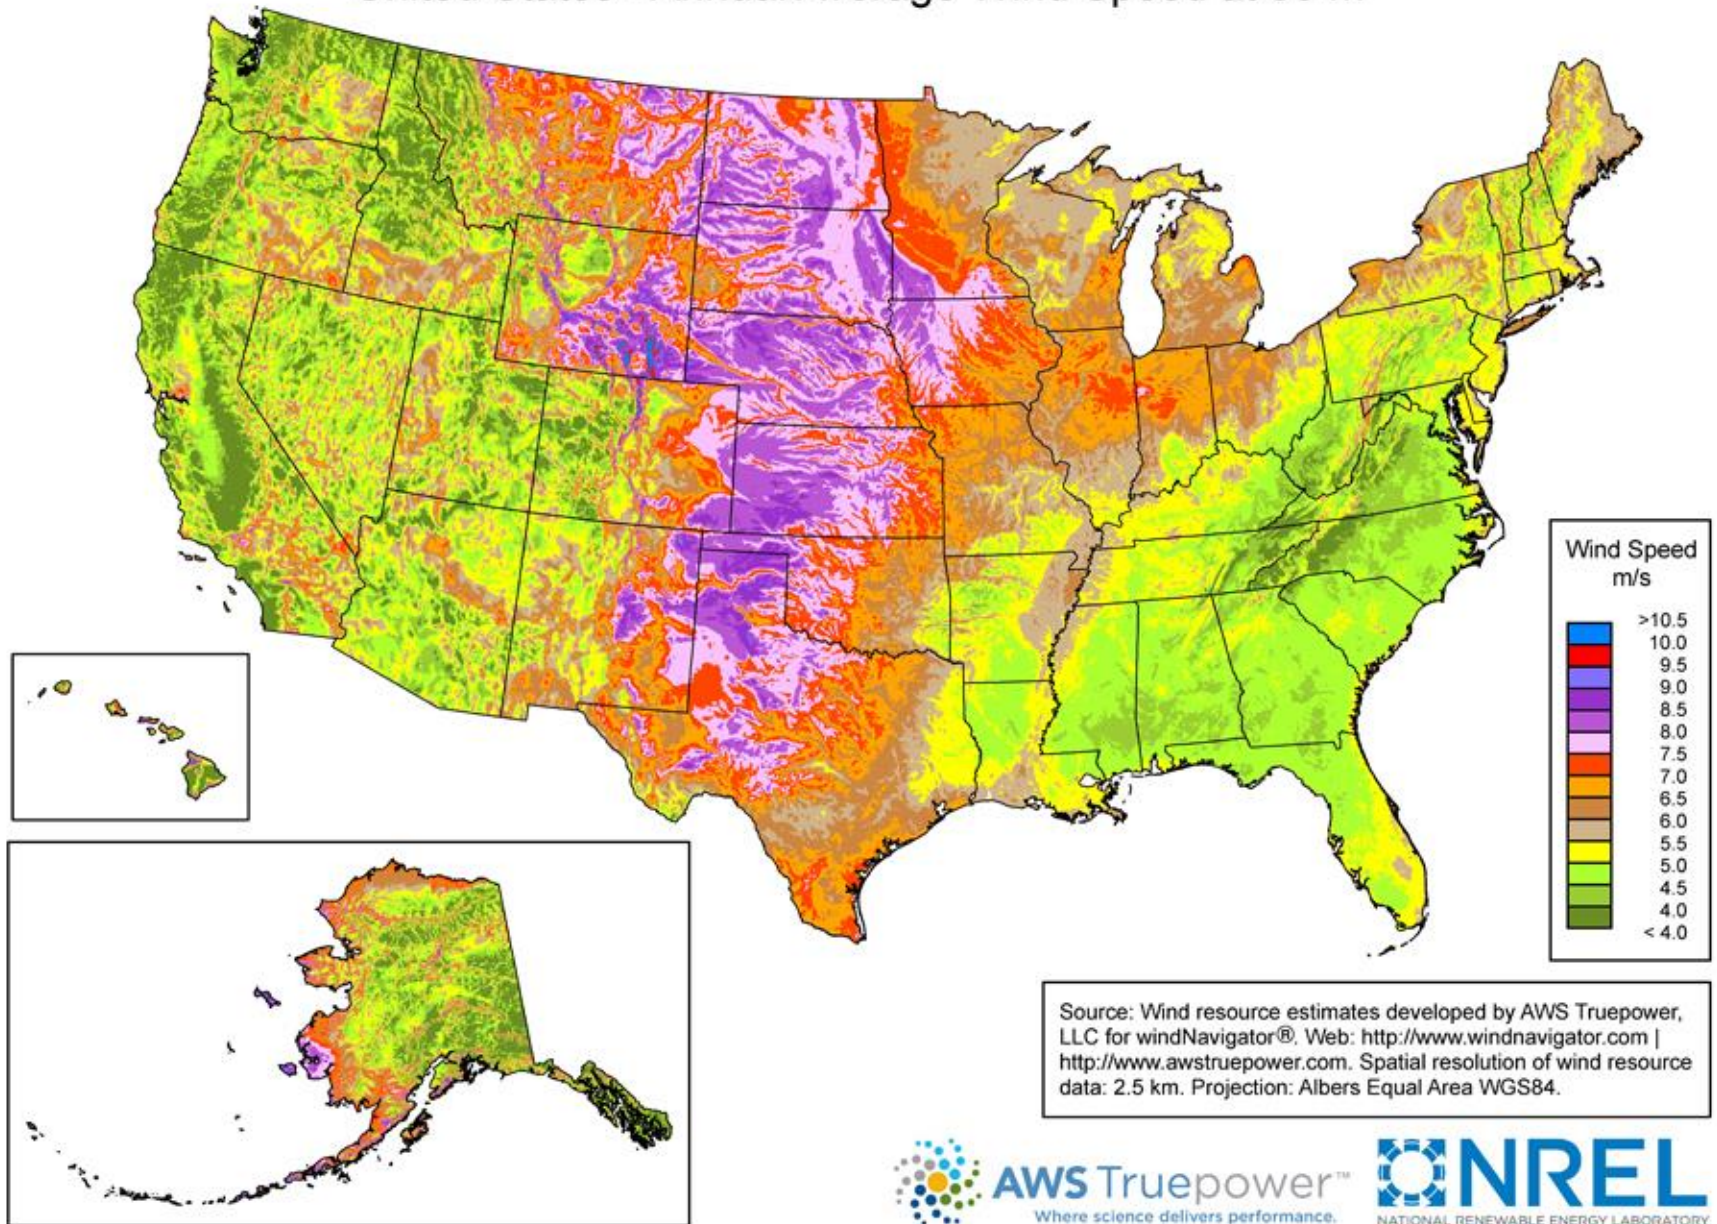 Wind Speed
m/s
>10.5
10.0
9.5
9.0
8.5
8.0
7.5
7.0
6.5
6.0
5.5
5.0
4.5
4.0
< 4.0
Source: Wind resource estimates developed by AWS Truepower,
LLC for windNavigator®. Web: http://www.windnavigator.com |
http://www.awstruepower.com. Spatial resolution of wind resource
data: 2.5 km. Projection: Albers Equal Area WGS84.
AWS Truepower™
Where science delivers performance.
NREL
NATIONAL RENEWABLE ENERGY LABORATORY